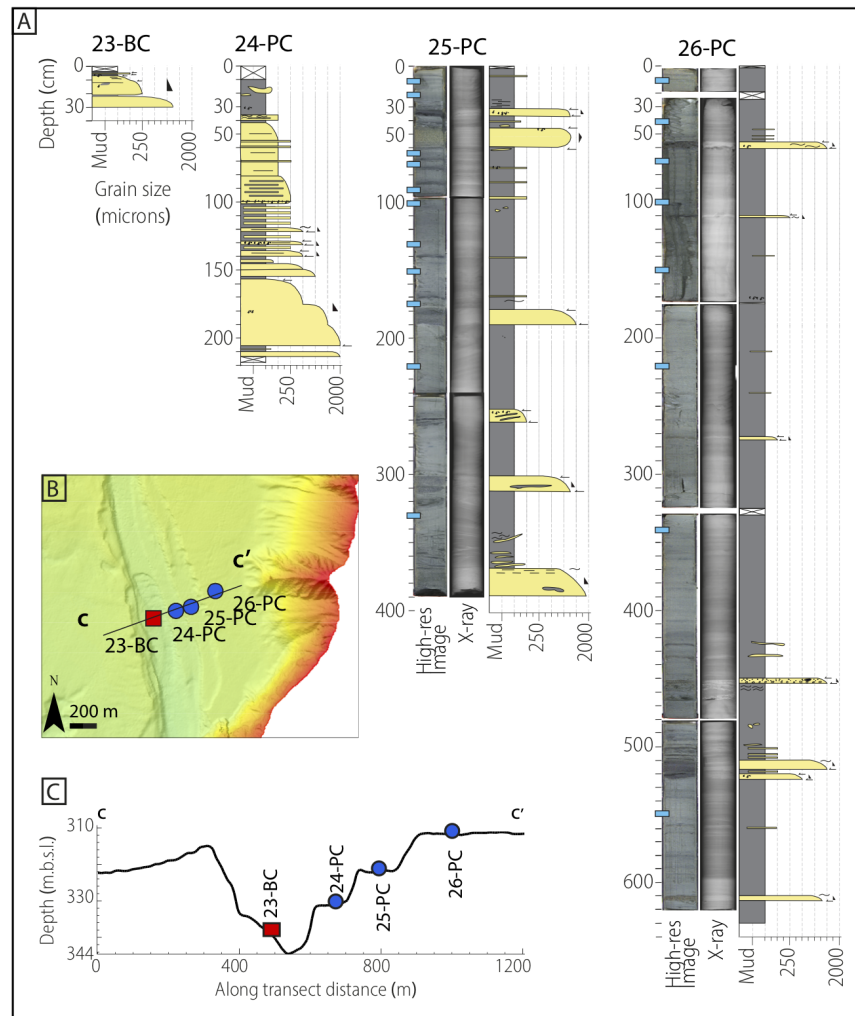 A
23-BC
24-PC
25-PC
26-PC
Depth (cm)
0
30
Mud
250
2000
Grain size
(microns)
0
30
50
100
150
200
Mud
250
2000
0
30
50
100
200
300
400
High-res
Image
X-ray
Mud
250
2000
0
30
50
100
200
300
400
500
600
High-res
Image
X-ray
Mud
250
2000
B
c
c'
23-BC
24-PC
25-PC
26-PC
N
200 m
C
c
c'
Depth (m.b.s.l.)
310
330
344
23-BC
24-PC
25-PC
26-PC
0
400
800
1200
Along transect distance (m)